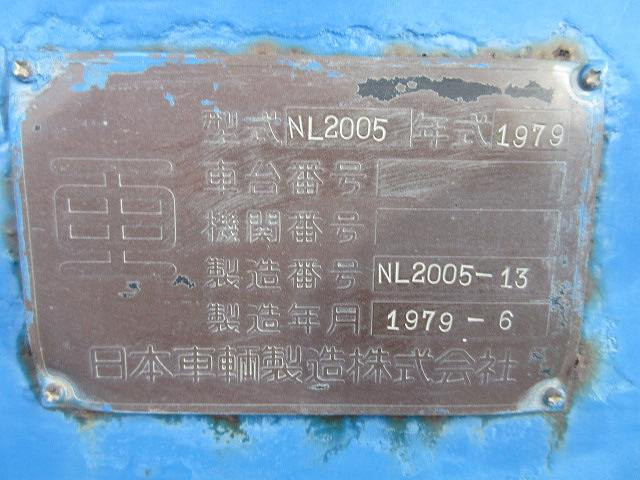 型式 NL2005 年式 1979
車台番号
機関番号
製造番号 NL2005-13
製造年月 1979-6
日本車輌製造株式会社